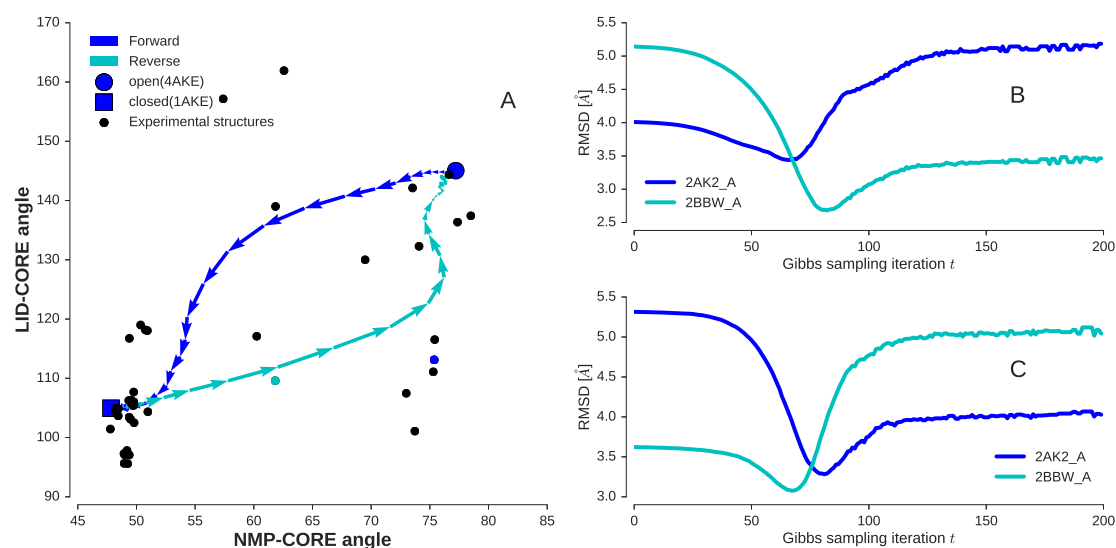 170
160
150
140
130
120
110
100
90
LID-CORE angle
Forward
Reverse
open(4AKE)
closed(1AKE)
Experimental structures
A
45 50 55 60 65 70 75 80 85
NMP-CORE angle
5.5
5.0
4.5
4.0
3.5
3.0
2.5
RMSD [Å]
B
2AK2_A
2BBW_A
0 50 100 150 200
Gibbs sampling iteration t
5.5
5.0
4.5
4.0
3.5
3.0
RMSD [Å]
C
2AK2_A
2BBW_A
0 50 100 150 200
Gibbs sampling iteration t